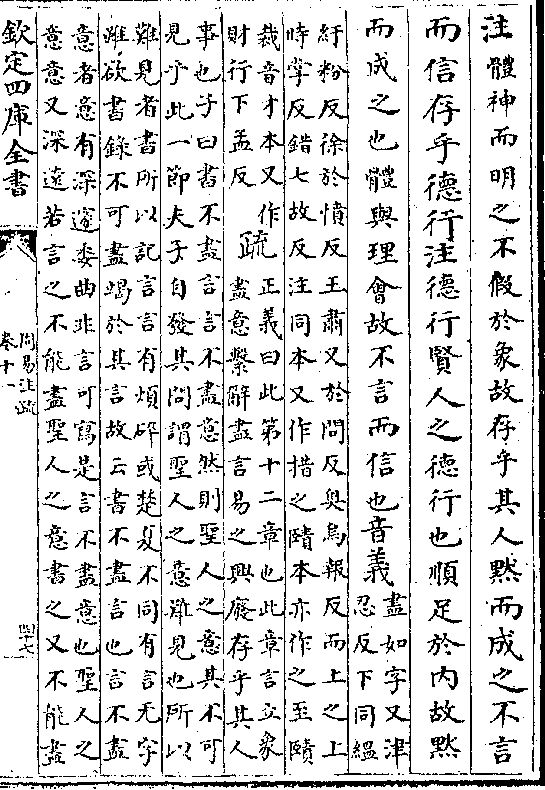 注體神而明之不假於象故存乎其人黙而成之不言
而信存乎德行注德行賢人之德行也順足於内故黙
而成之也體與理會故不言而信也音義盡如字又津
忍反下同緼
紆粉反徐於憤反王肅又於問反奥烏報反而上之上
時掌反錯七故反注同本又作措之賾本亦作之至賾
裁音才本又作
財行下孟反
疏正義曰此第十二章也此章言立象
盡意繫辭盡言易之興廢存乎其人
事也子曰書不盡言言不盡意然則聖人之意其不可
見乎此一節夫子自發其問謂聖人之意難見也所以
難見者書所以記言言有煩碎或楚夏不同有言无字
雖欲書錄不可盡竭於其言故云書不盡言也言不盡
意者意有深邃委曲非言可寫是言不盡意也聖人之
意意又深遠若言之不能盡聖人之意書之又不能盡
欽定四庫全書
周易注疏
卷十一